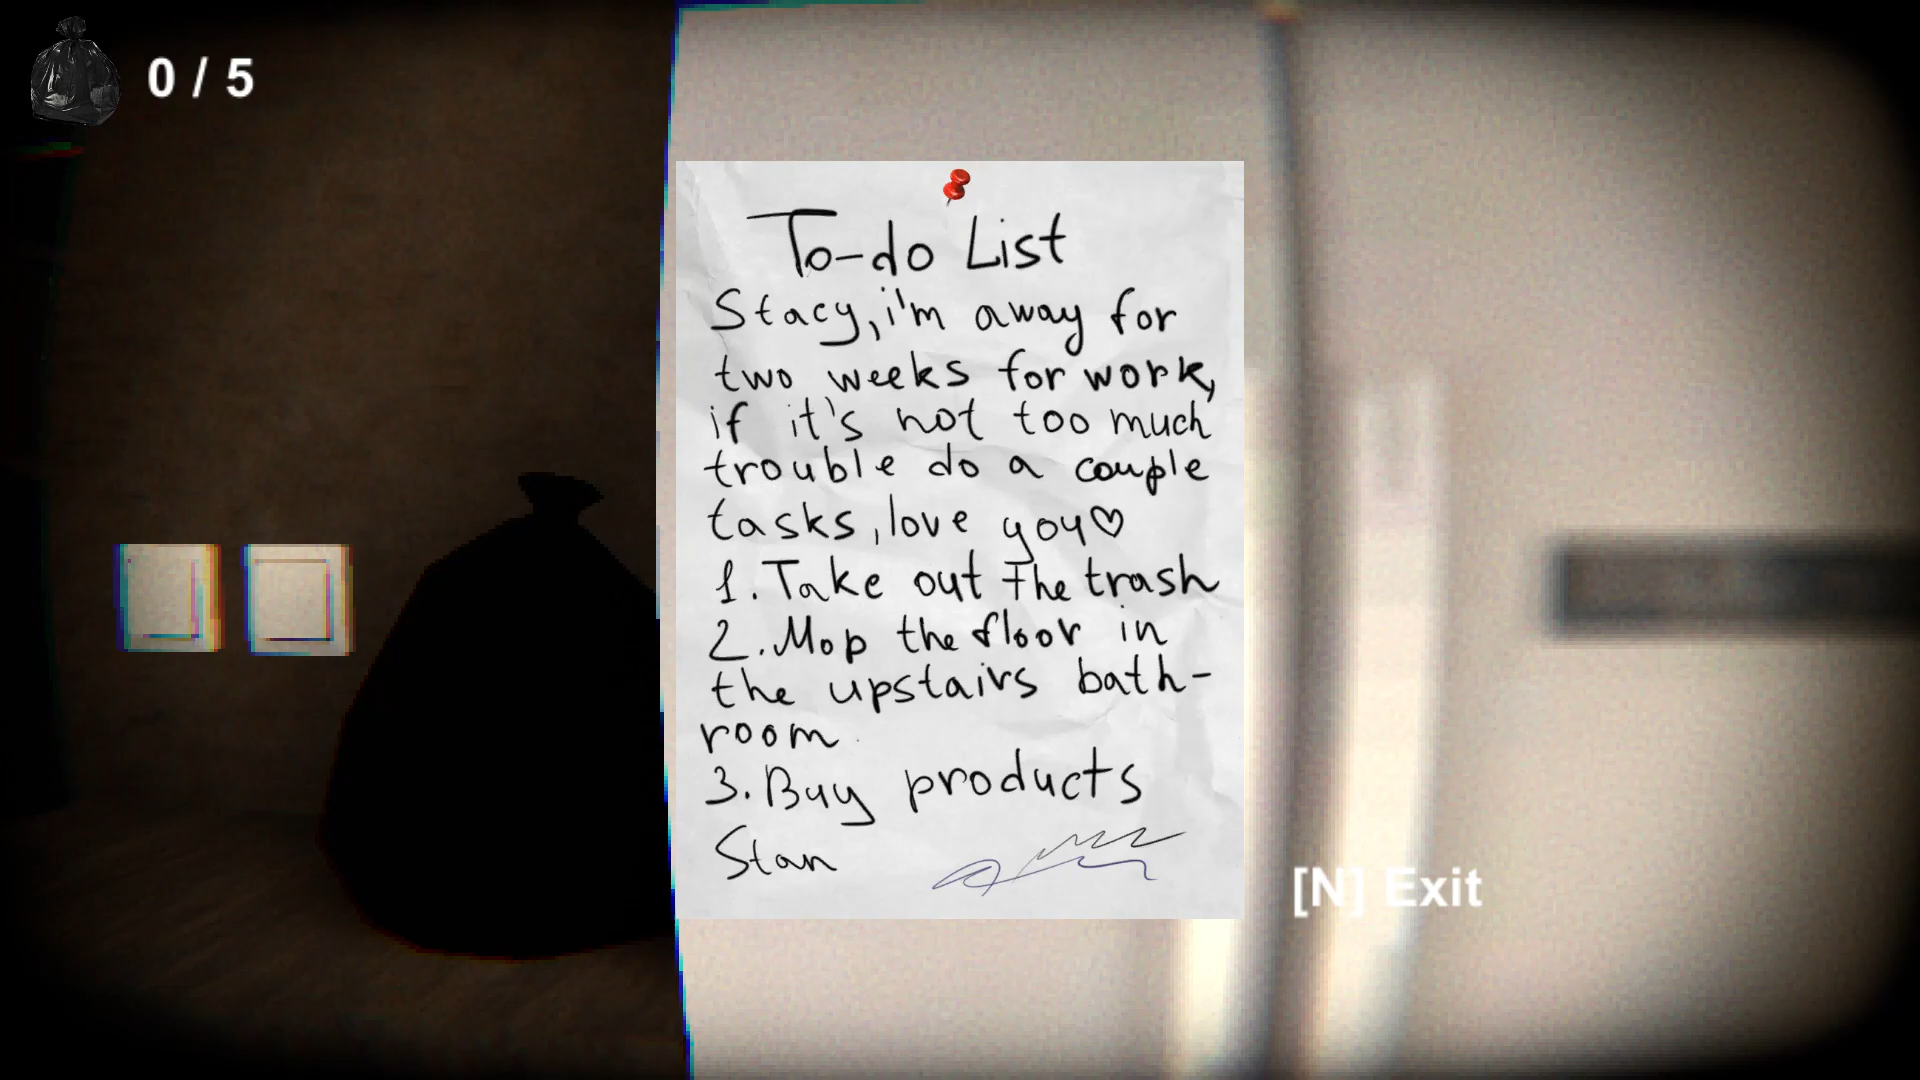 0 / 5
To-do List
Stacy, i'm away for
two weeks for work,
if it's not too much
trouble do a couple
tasks, love you♡
1. Take out The trash
2. Mop the floor in
the upstairs bath-
room
3. Buy products
Stan
[N] Exit